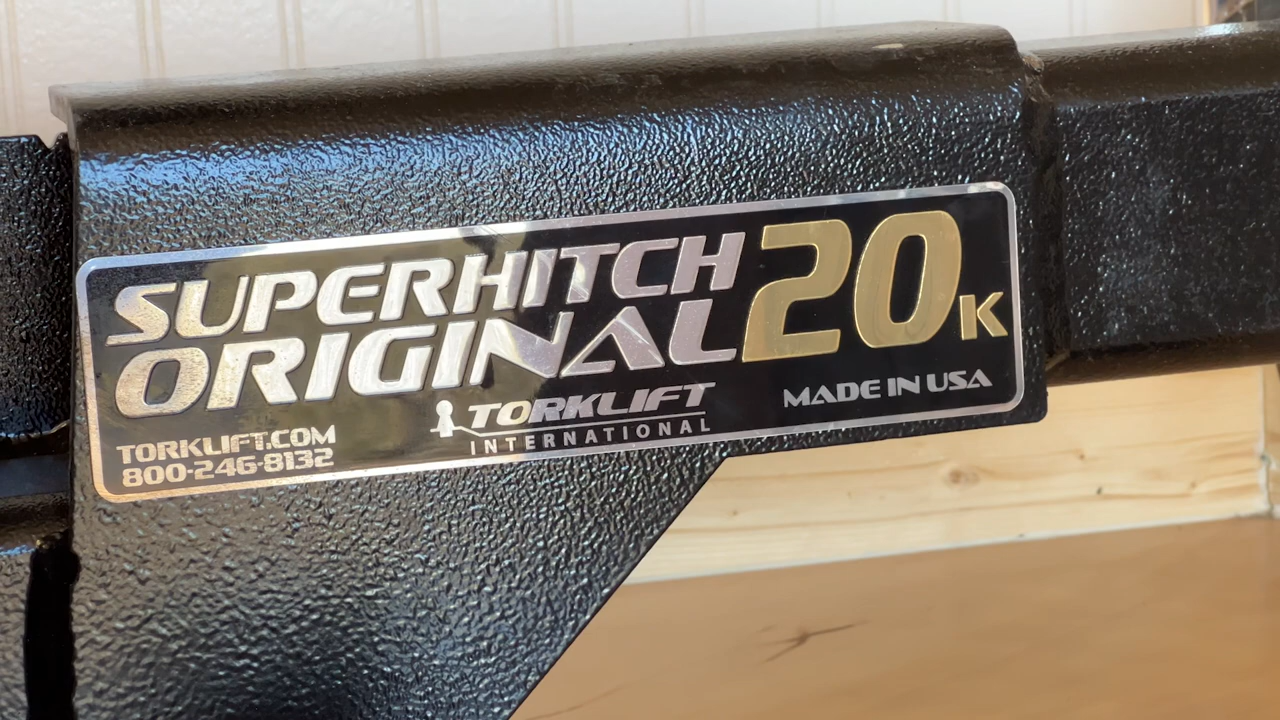 SUPERHITCH
ORIGINAL
20K
TORKLIFT.COM
800-246-8132
TORKLIFT
INTERNATIONAL
MADE IN USA